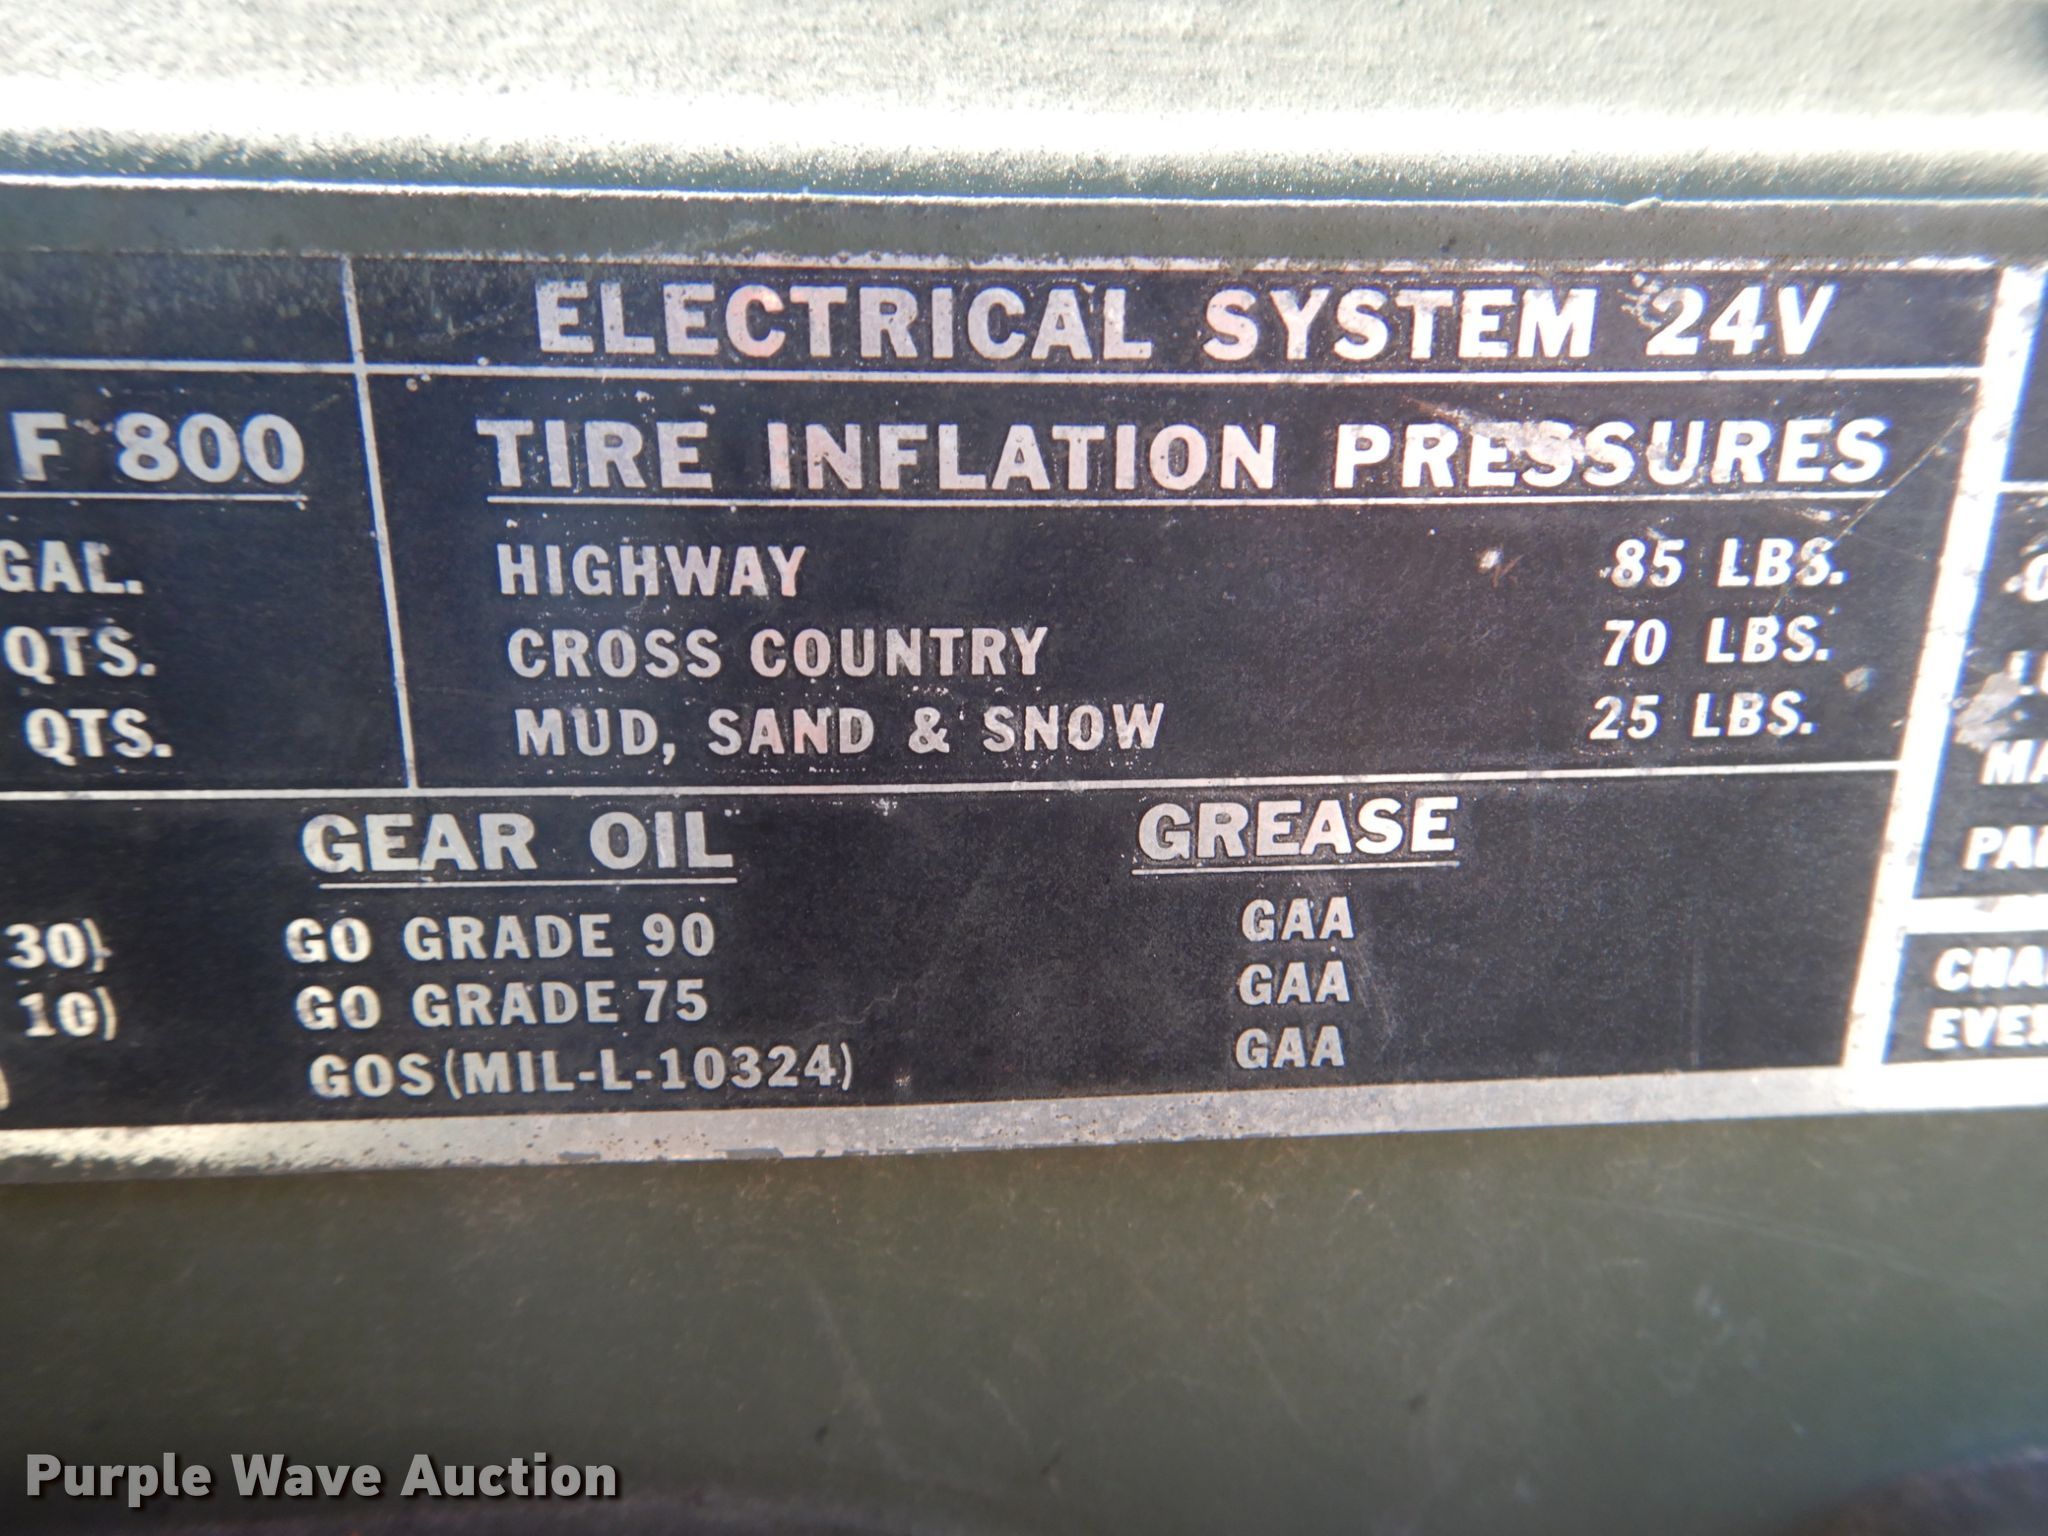 ELECTRICAL SYSTEM 24V
F 800
TIRE INFLATION PRESSURES
GAL.
HIGHWAY 85 LBS.
QTS.
CROSS COUNTRY 70 LBS.
QTS.
MUD, SAND & SNOW 25 LBS.
GEAR OIL GREASE
30) GO GRADE 90 GAA
10) GO GRADE 75 GAA
GOS (MIL-L-10324) GAA
Purple Wave Auction